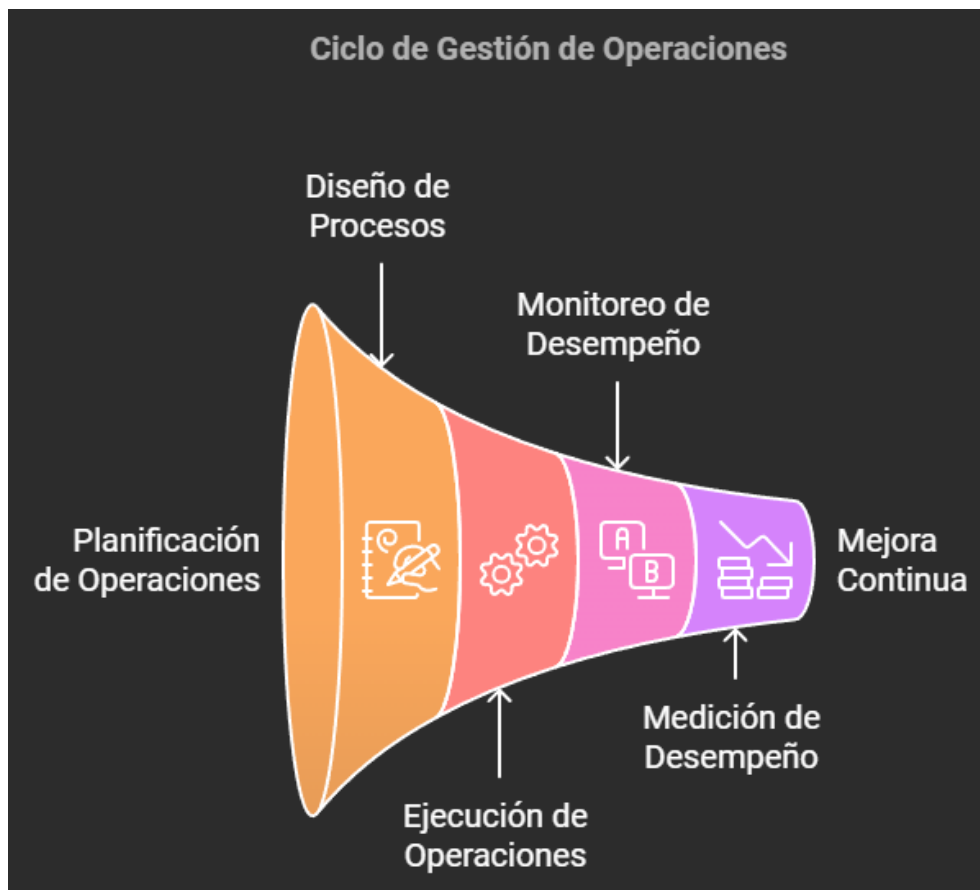 Ciclo de Gestión de Operaciones
Diseño de
Procesos
Monitoreo de
Desempeño
Planificación
de Operaciones
A
B
Mejora
Continua
Medición de
Desempeño
Ejecución de
Operaciones